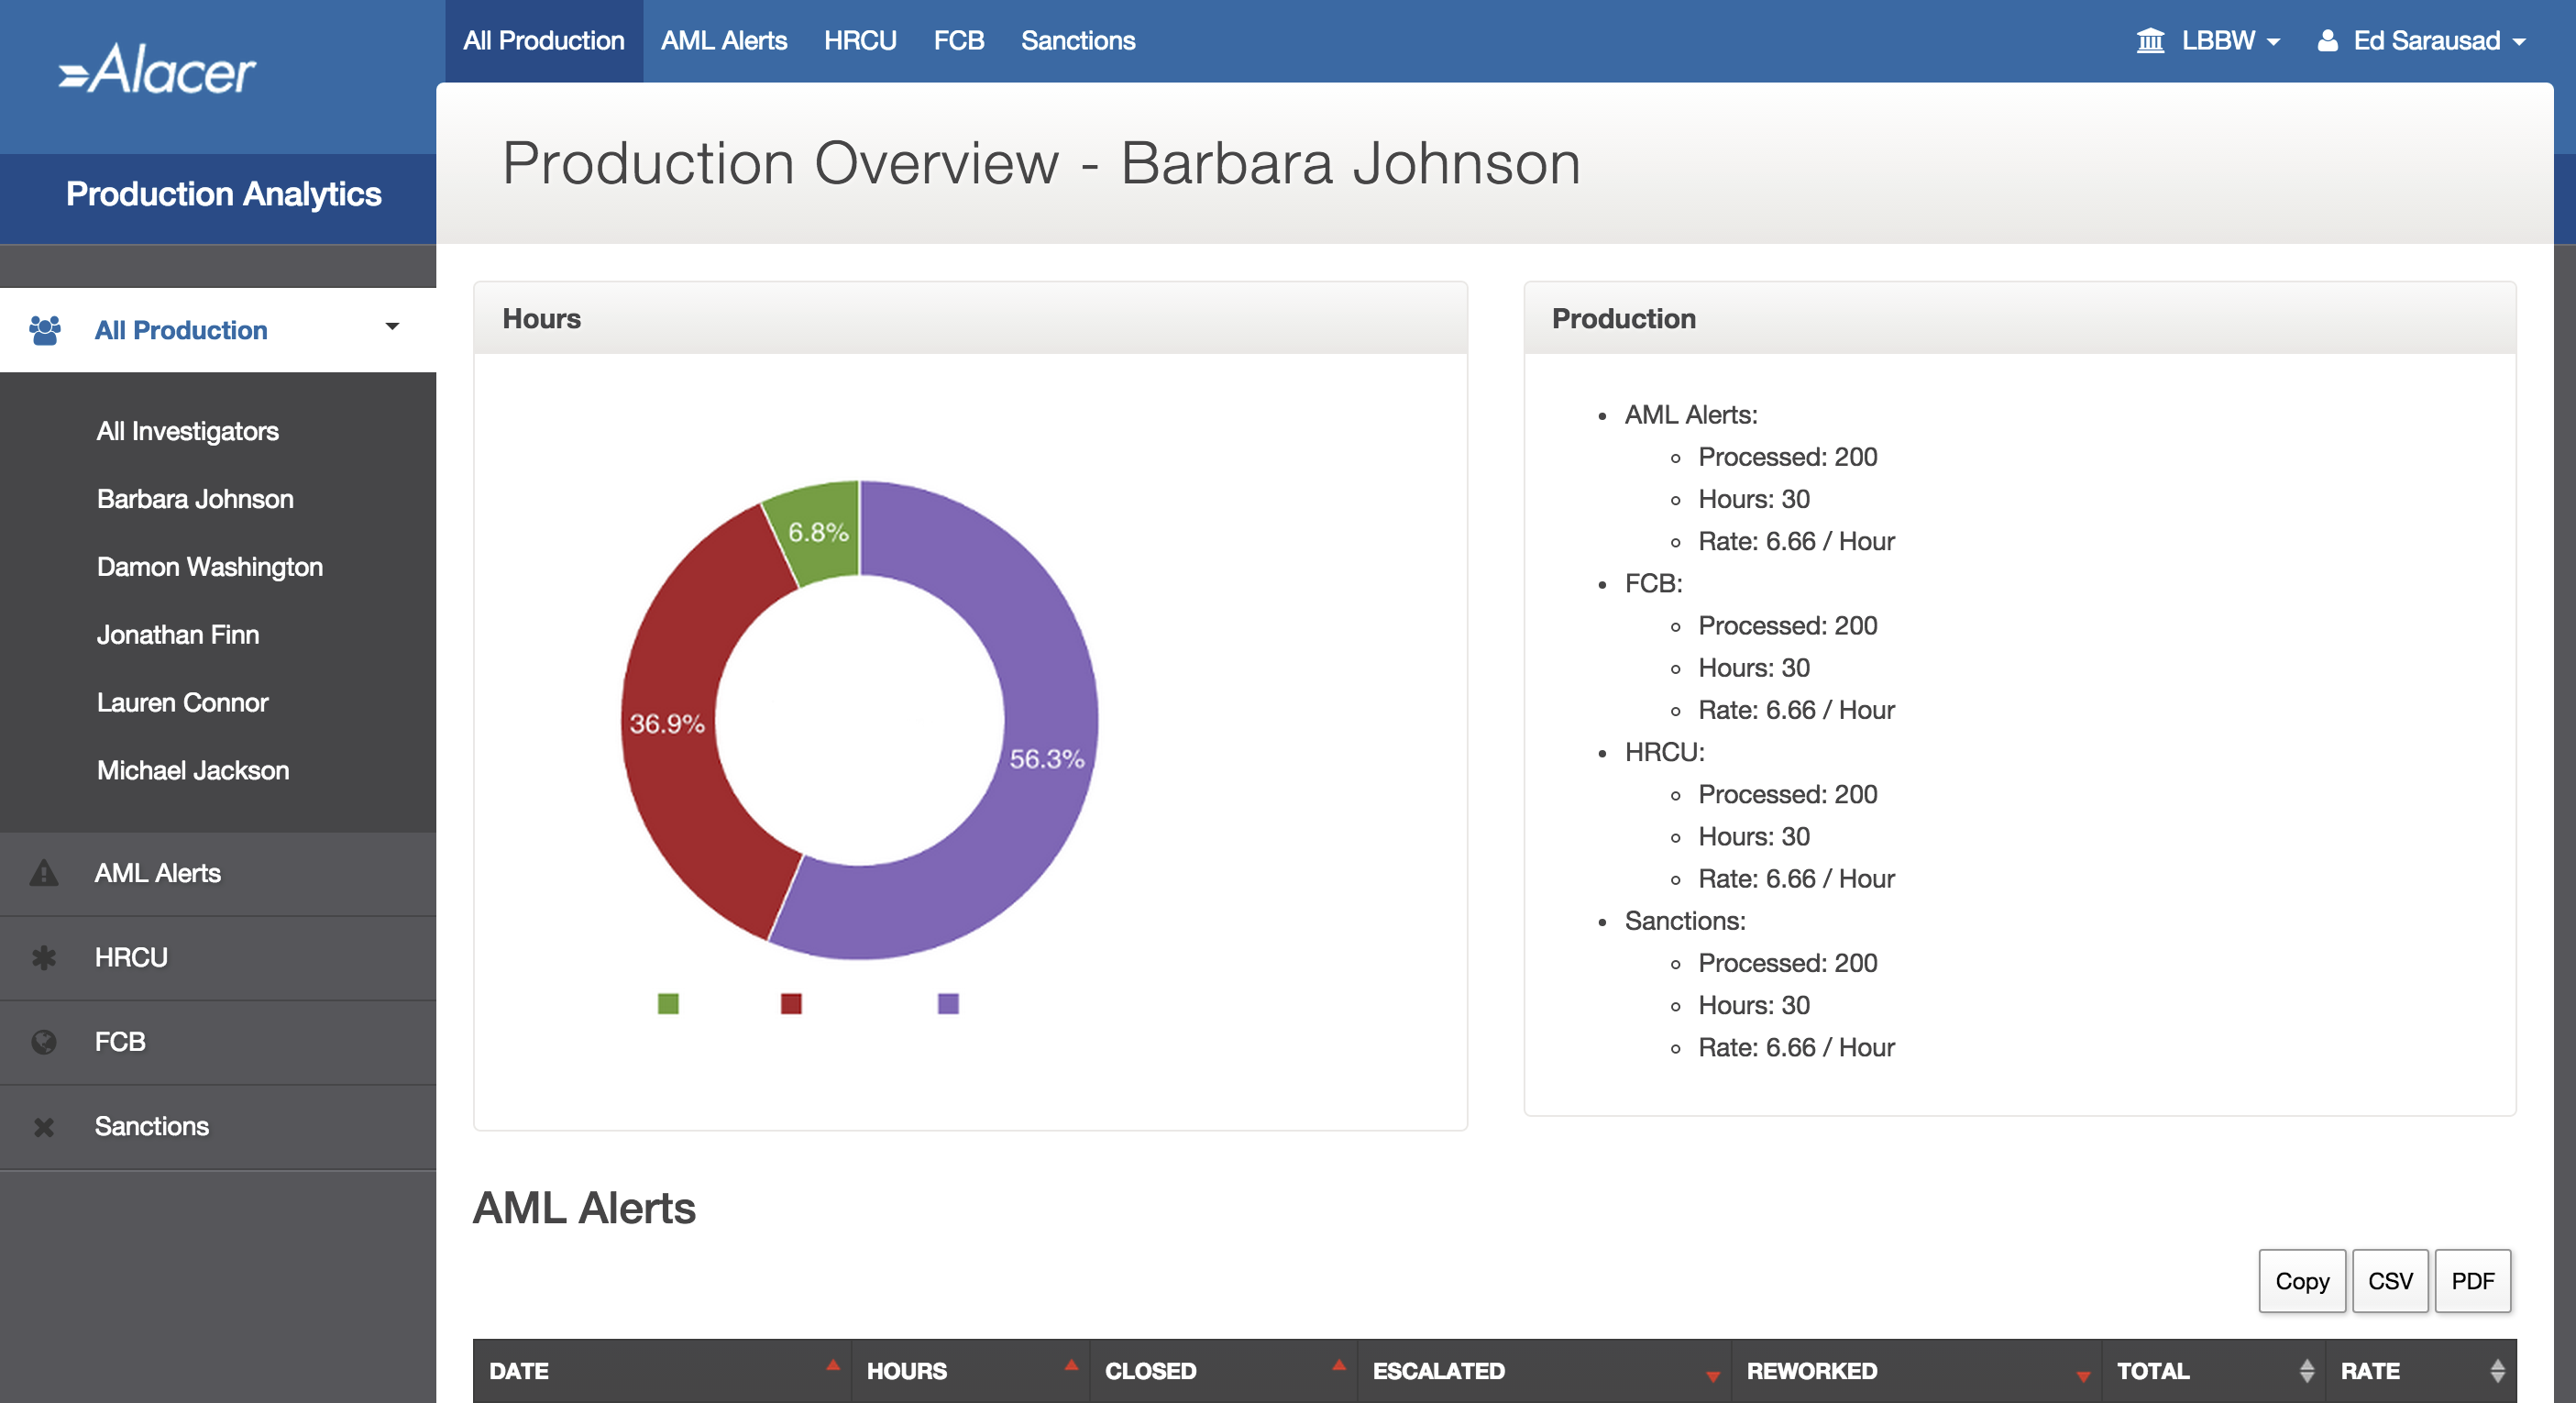 Alacer
All Production AML Alerts HRCU FCB Sanctions LBBW Ed Sarausad
Production Analytics
Production Overview - Barbara Johnson
All Production
All Investigators
Barbara Johnson
Damon Washington
Jonathan Finn
Lauren Connor
Michael Jackson
AML Alerts
HRCU
FCB
Sanctions
Hours
6.8%
36.9%
56.3%
Production
AML Alerts:
Processed: 200
Hours: 30
Rate: 6.66 / Hour
FCB:
Processed: 200
Hours: 30
Rate: 6.66 / Hour
HRCU:
Processed: 200
Hours: 30
Rate: 6.66 / Hour
Sanctions:
Processed: 200
Hours: 30
Rate: 6.66 / Hour
AML Alerts
Copy CSV PDF
DATE HOURS CLOSED ESCALATED REWORKED TOTAL RATE